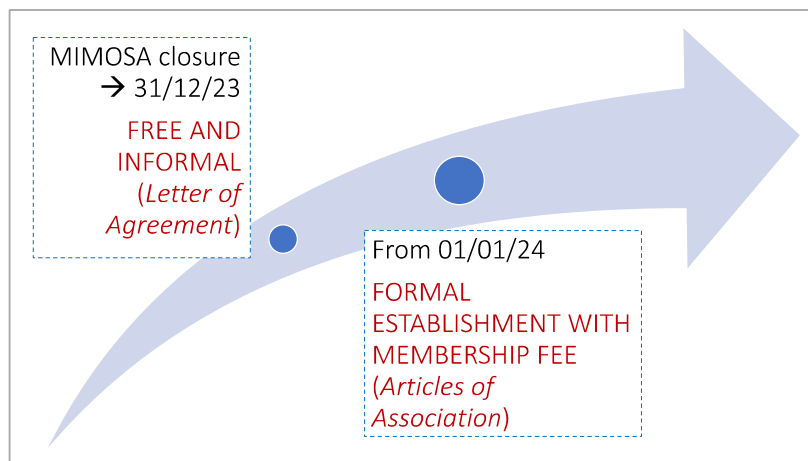 MIMOSA closure
→ 31/12/23
FREE AND
INFORMAL
(Letter of
Agreement)
From 01/01/24
FORMAL
ESTABLISHMENT WITH
MEMBERSHIP FEE
(Articles of
Association)